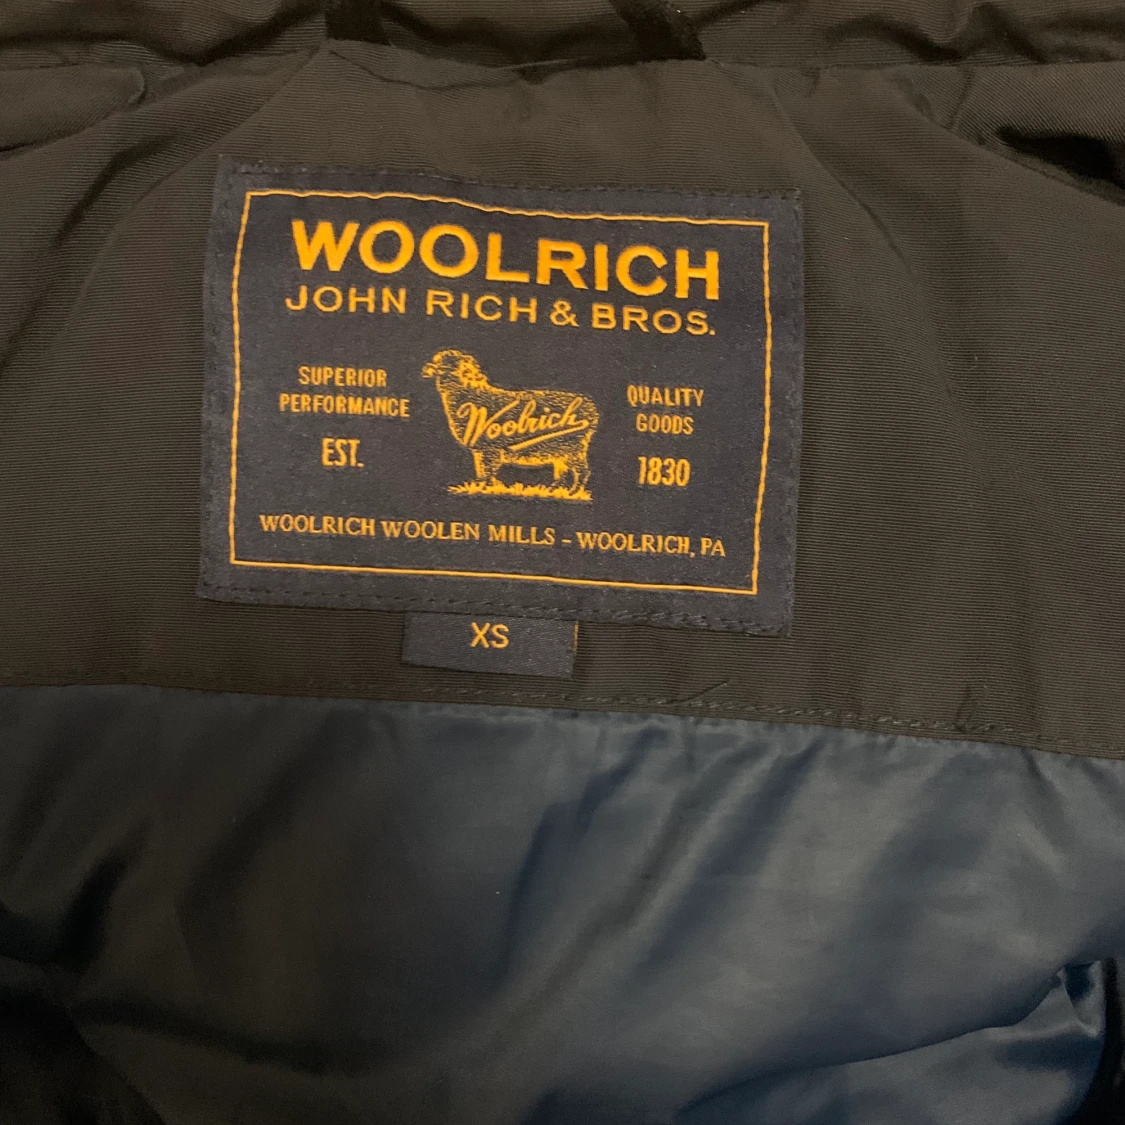 WOOLRICH
JOHN RICH & BROS.
SUPERIOR
PERFORMANCE
EST.
Woolrich
QUALITY
GOODS
1830
WOOLRICH WOOLEN MILLS - WOOLRICH, PA
XS